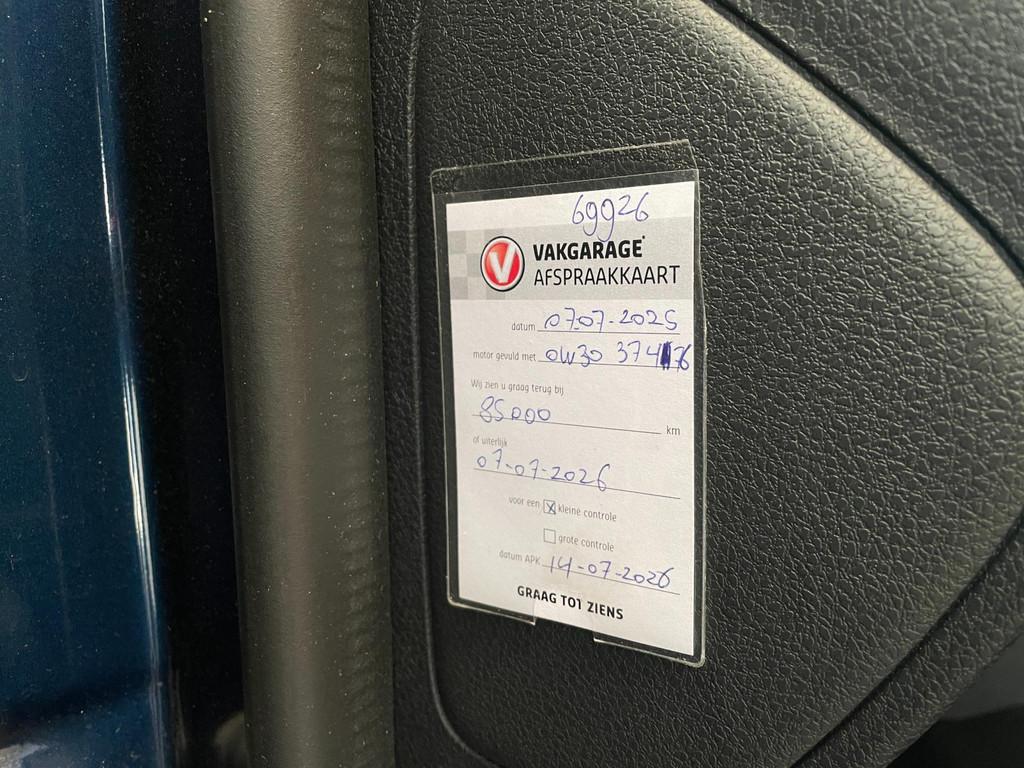 69926
V VAKGARAGE
AFSPRAAKKAART
datum 07-07-2025
motor gevuld met 0W30 374176
Wij zien u graag terug bij
85000 km
of uiterlijk
07-07-2026
voor een X kleine controle
grote controle
datum APK 14-07-2026
GRAAG TOT ZIENS